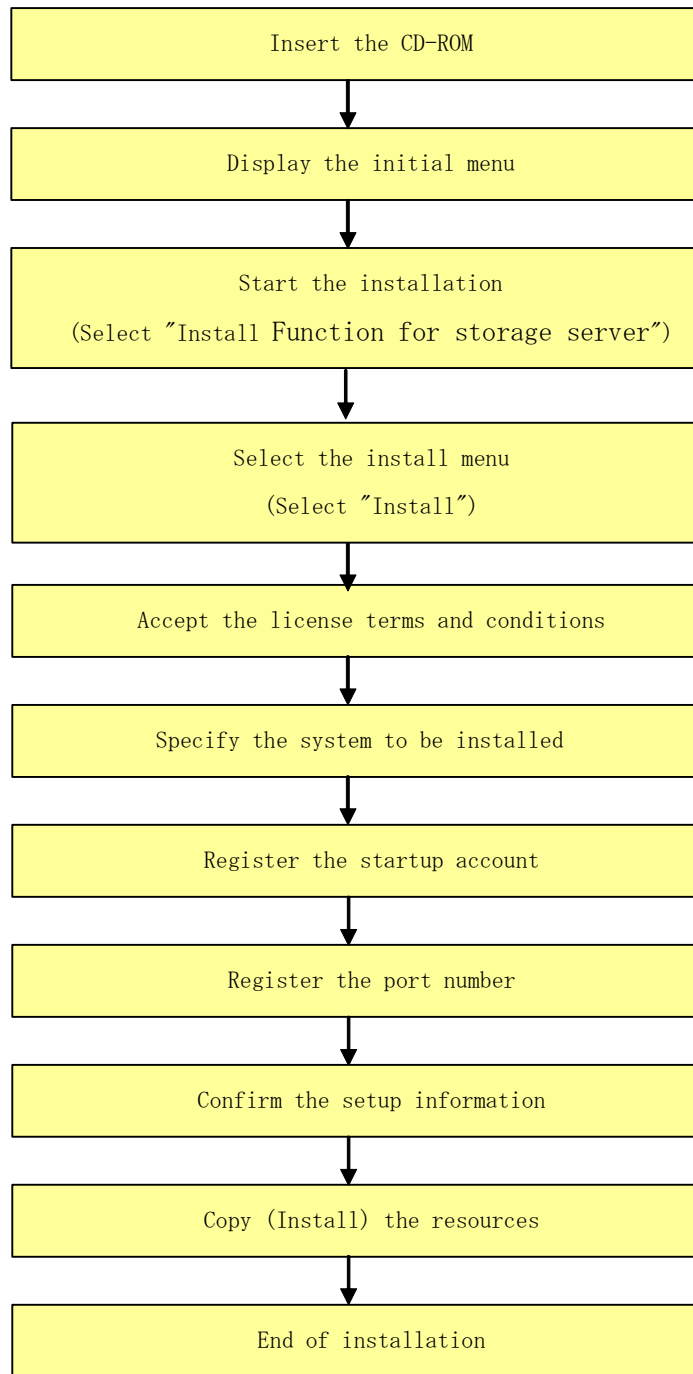 Insert the CD-ROM
Display the initial menu
Start the installation
(Select "Install Function for storage server")
Select the install menu
(Select "Install")
Accept the license terms and conditions
Specify the system to be installed
Register the startup account
Register the port number
Confirm the setup information
Copy (Install) the resources
End of installation